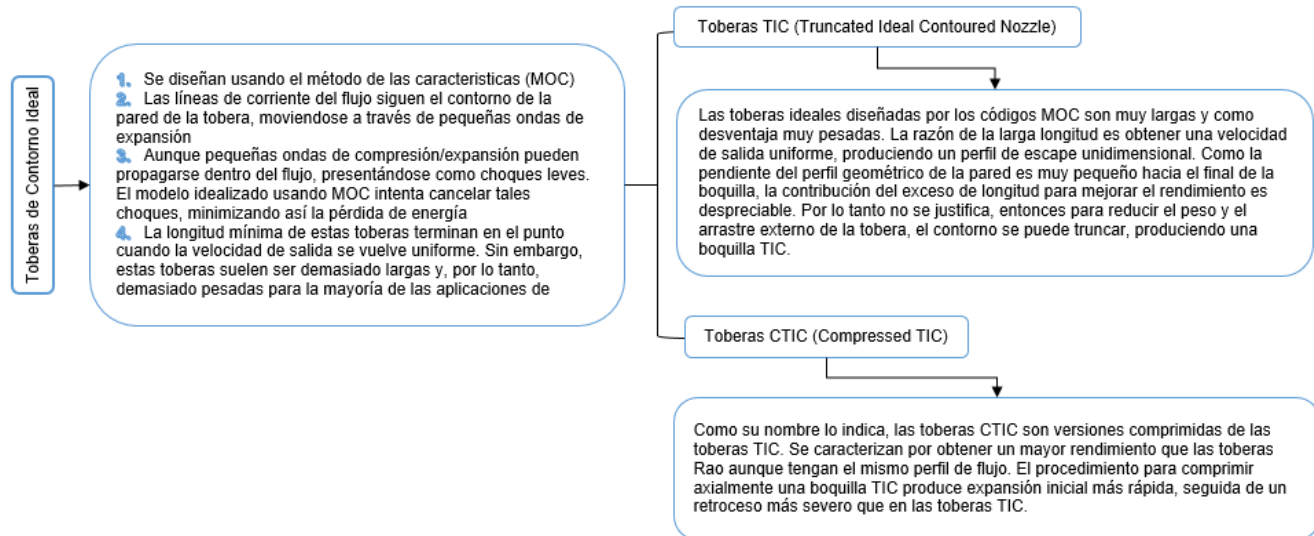 Toberas de Contorno Ideal
1. Se diseñan usando el método de las caracteristicas (MOC)
2. Las líneas de corriente del flujo siguen el contorno de la
pared de la tobera, moviendose a través de pequeñas ondas de
expansión
3. Aunque pequeñas ondas de compresión/expansión pueden
propagarse dentro del flujo, presentándose como choques leves.
El modelo idealizado usando MOC intenta cancelar tales
choques, minimizando así la pérdida de energía
4. La longitud mínima de estas toberas terminan en el punto
cuando la velocidad de salida se vuelve uniforme. Sin embargo,
estas toberas suelen ser demasiado largas y, por lo tanto,
demasiado pesadas para la mayoría de las aplicaciones de
Toberas TIC (Truncated Ideal Contoured Nozzle)
Las toberas ideales diseñadas por los códigos MOC son muy largas y como
desventaja muy pesadas. La razón de la larga longitud es obtener una velocidad
de salida uniforme, produciendo un perfil de escape unidimensional. Como la
pendiente del perfil geométrico de la pared es muy pequeño hacia el final de la
boquilla, la contribución del exceso de longitud para mejorar el rendimiento es
despreciable. Por lo tanto no se justifica, entonces para reducir el peso y el
arrastre externo de la tobera, el contorno se puede truncar, produciendo una
boquilla TIC.
Toberas CTIC (Compressed TIC)
Como su nombre lo indica, las toberas CTIC son versiones comprimidas de las
toberas TIC. Se caracterizan por obtener un mayor rendimiento que las toberas
Rao aunque tengan el mismo perfil de flujo. El procedimiento para comprimir
axialmente una boquilla TIC produce expansión inicial más rápida, seguida de un
retroceso más severo que en las toberas TIC.